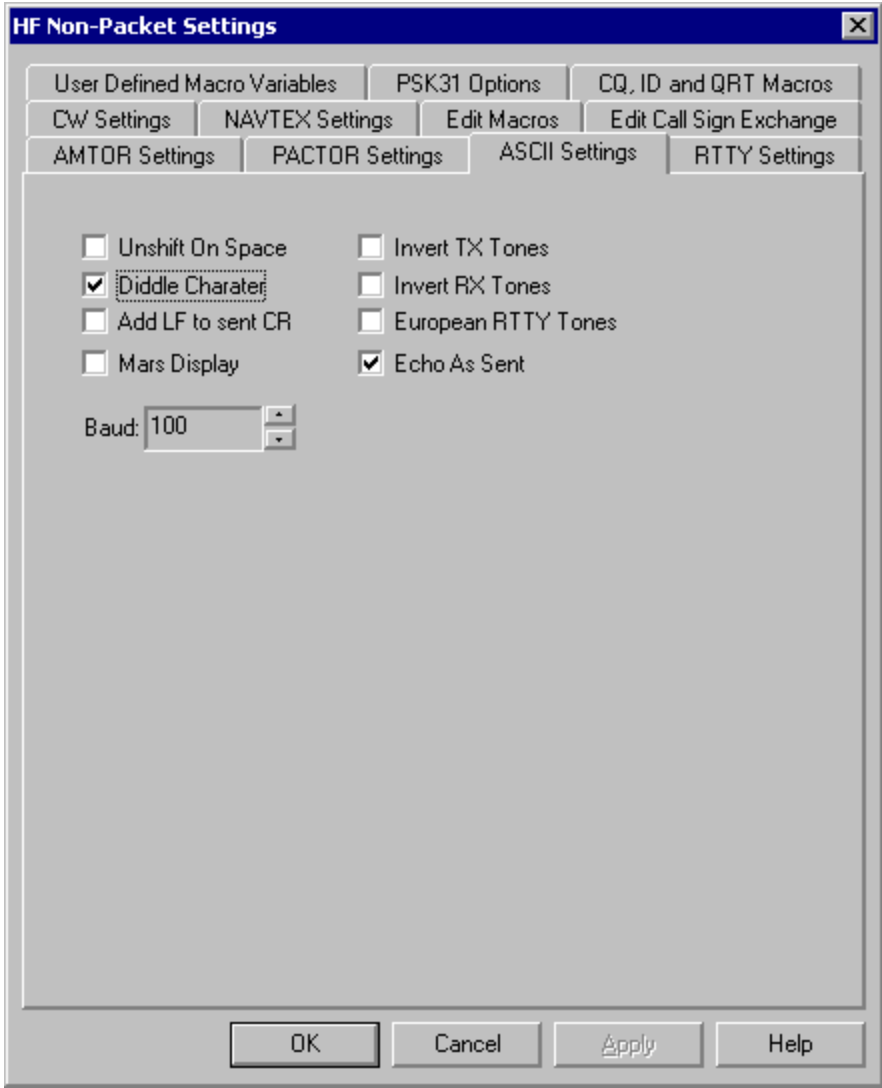 HF Non-Packet Settings
User Defined Macro Variables PSK31 Options CQ, ID and QRT Macros
CW Settings NAVTEX Settings Edit Macros Edit Call Sign Exchange
AMTOR Settings PACTOR Settings ASCII Settings RTTY Settings
Unshift On Space Invert TX Tones
Diddle Charater Invert RX Tones
Add LF to sent CR European RTTY Tones
Mars Display Echo As Sent
Baud: 100
OK Cancel Apply Help